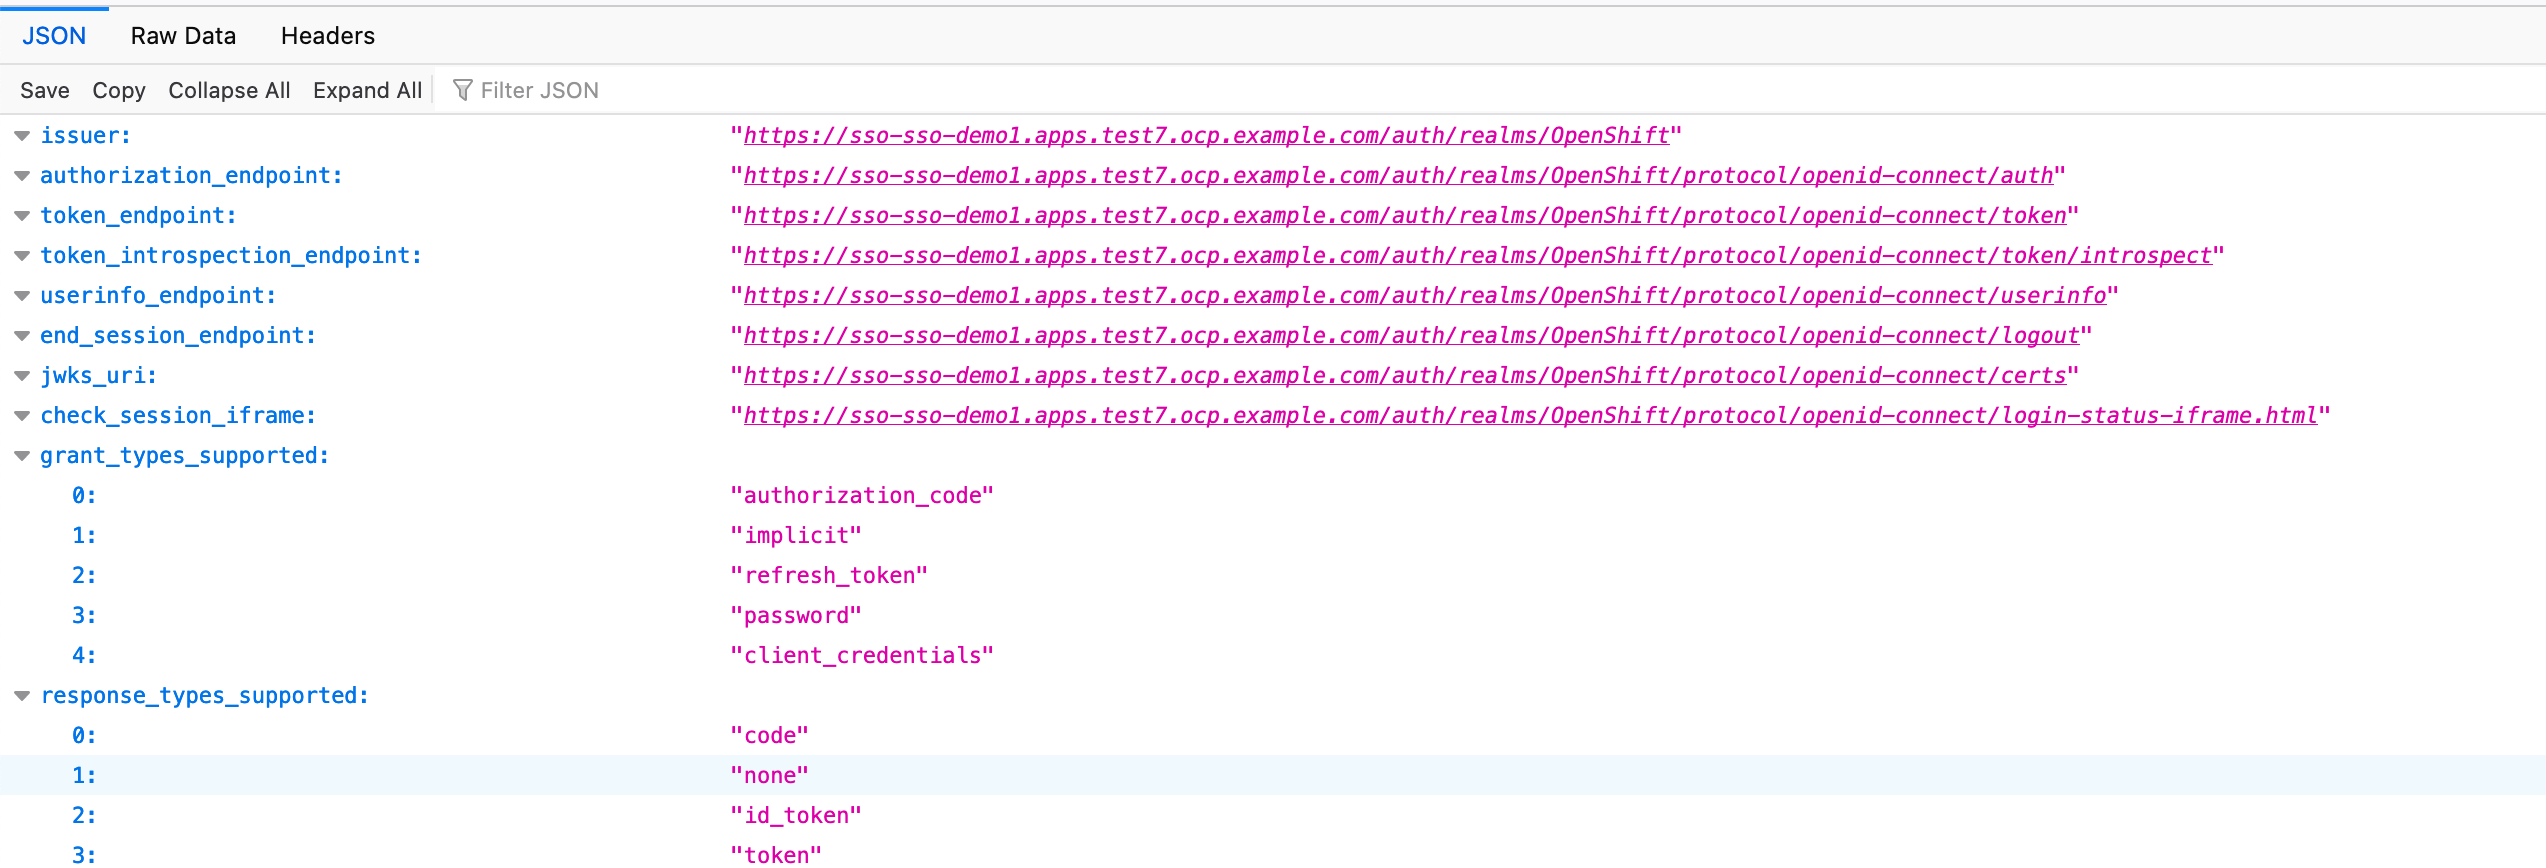 JSON Raw Data Headers
Save Copy Collapse All Expand All Filter JSON
issuer: "https://sso-sso-demo1.apps.test7.ocp.example.com/auth/realms/OpenShift"
authorization_endpoint: "https://sso-sso-demo1.apps.test7.ocp.example.com/auth/realms/OpenShift/protocol/openid-connect/auth"
token_endpoint: "https://sso-sso-demo1.apps.test7.ocp.example.com/auth/realms/OpenShift/protocol/openid-connect/token"
token_introspection_endpoint: "https://sso-sso-demo1.apps.test7.ocp.example.com/auth/realms/OpenShift/protocol/openid-connect/token/introspect"
userinfo_endpoint: "https://sso-sso-demo1.apps.test7.ocp.example.com/auth/realms/OpenShift/protocol/openid-connect/userinfo"
end_session_endpoint: "https://sso-sso-demo1.apps.test7.ocp.example.com/auth/realms/OpenShift/protocol/openid-connect/logout"
jwks_uri: "https://sso-sso-demo1.apps.test7.ocp.example.com/auth/realms/OpenShift/protocol/openid-connect/certs"
check_session_iframe: "https://sso-sso-demo1.apps.test7.ocp.example.com/auth/realms/OpenShift/protocol/openid-connect/login-status-iframe.html"
grant_types_supported:
0: "authorization_code"
1: "implicit"
2: "refresh_token"
3: "password"
4: "client_credentials"
response_types_supported:
0: "code"
1: "none"
2: "id_token"
3: "token"